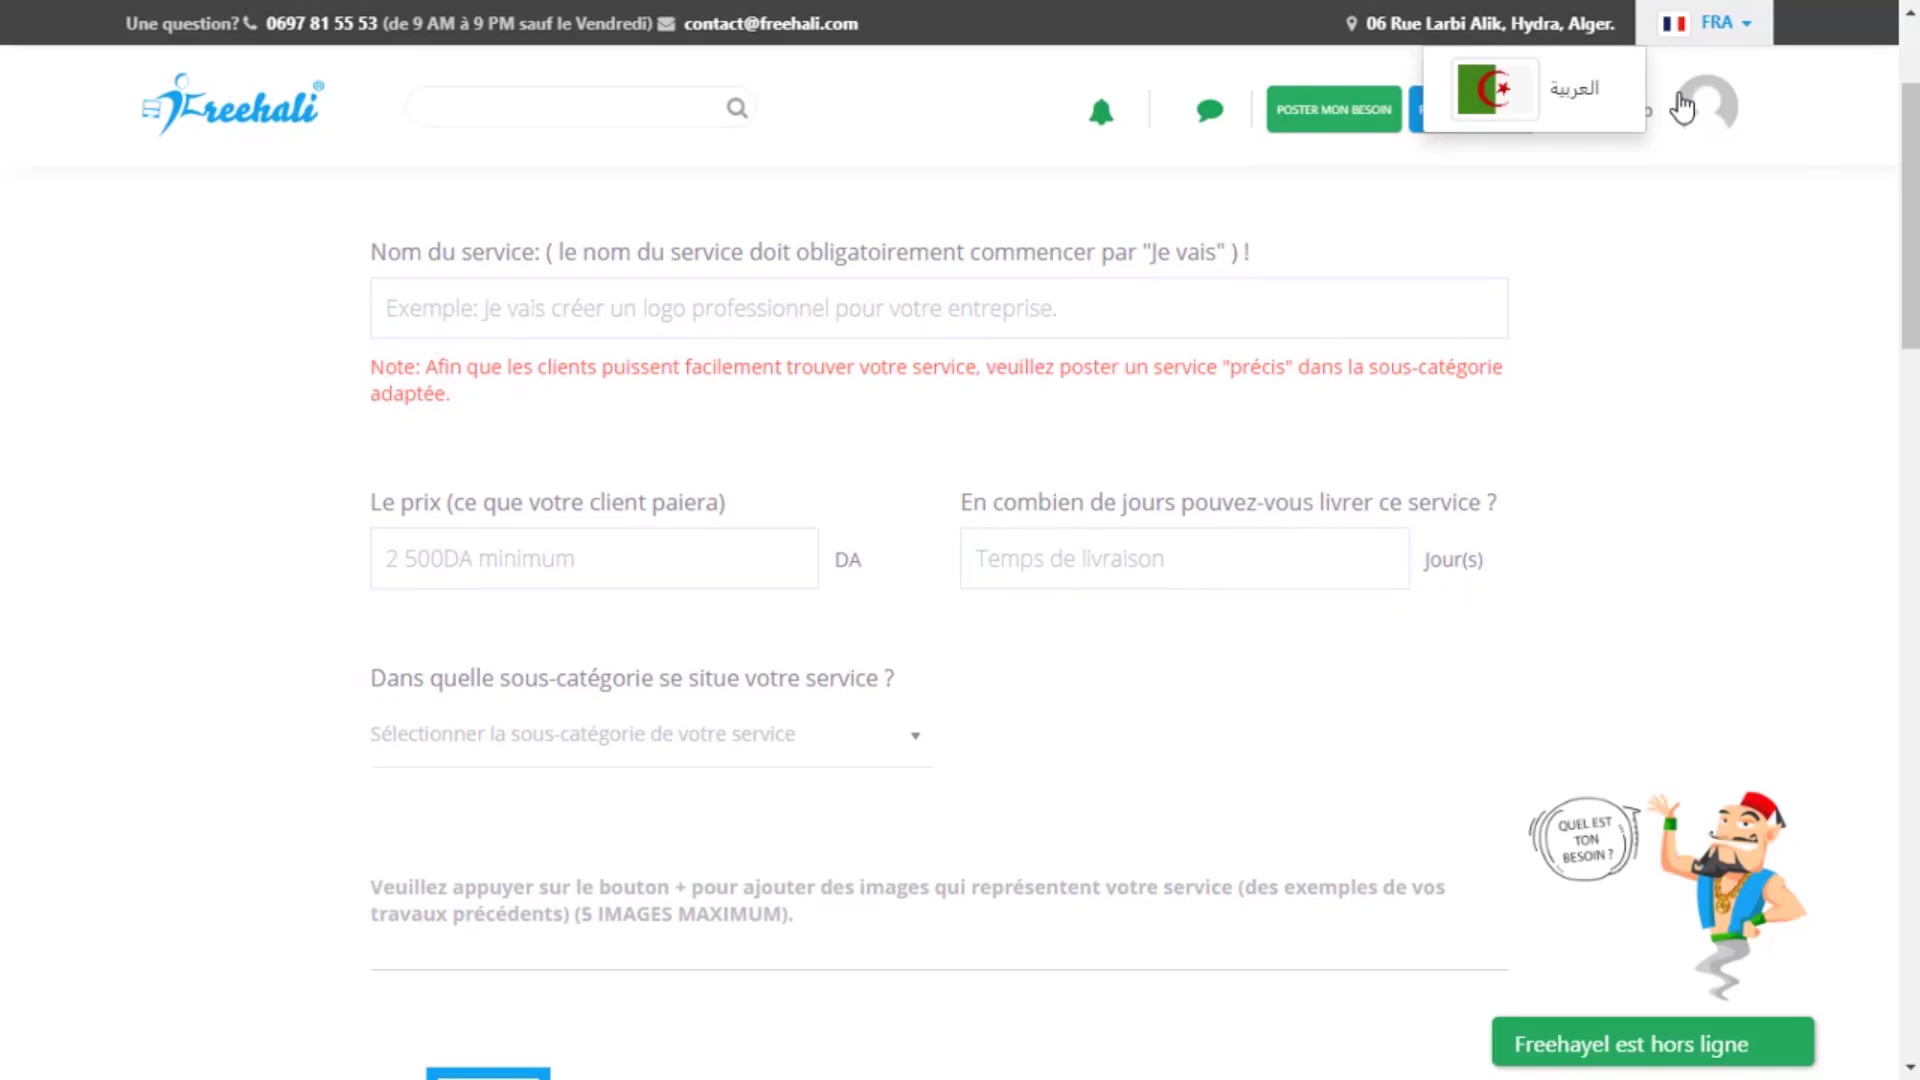 Une question? 0697 81 55 53 (de 9 AM à 9 PM sauf le Vendredi) contact@freehali.com
06 Rue Larbi Alik, Hydra, Alger.
FRA
العربية
Freehali®
POSTER MON BESOIN
Nom du service: ( le nom du service doit obligatoirement commencer par "Je vais" ) !
Exemple: Je vais créer un logo professionnel pour votre entreprise.
Note: Afin que les clients puissent facilement trouver votre service, veuillez poster un service "précis" dans la sous-catégorie
adaptée.
Le prix (ce que votre client paiera)
En combien de jours pouvez-vous livrer ce service ?
2 500DA minimum
DA
Temps de livraison
Jour(s)
Dans quelle sous-catégorie se situe votre service ?
Sélectionner la sous-catégorie de votre service
QUEL EST
TON
BESOIN ?
Veuillez appuyer sur le bouton + pour ajouter des images qui représentent votre service (des exemples de vos
travaux précédents) (5 IMAGES MAXIMUM).
Freehayel est hors ligne